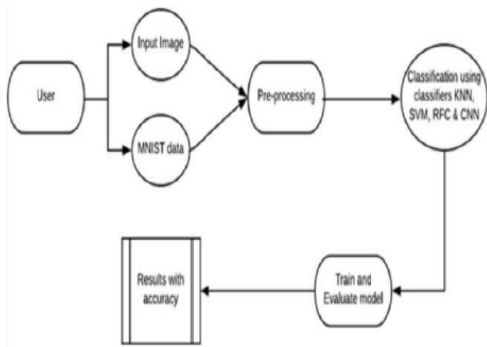 User
Input Image
MNIST data
Pre-processing
Classification using
classifiers KNN,
SVM, RFC & CNN
Train and
Evaluate model
Results with
accuracy